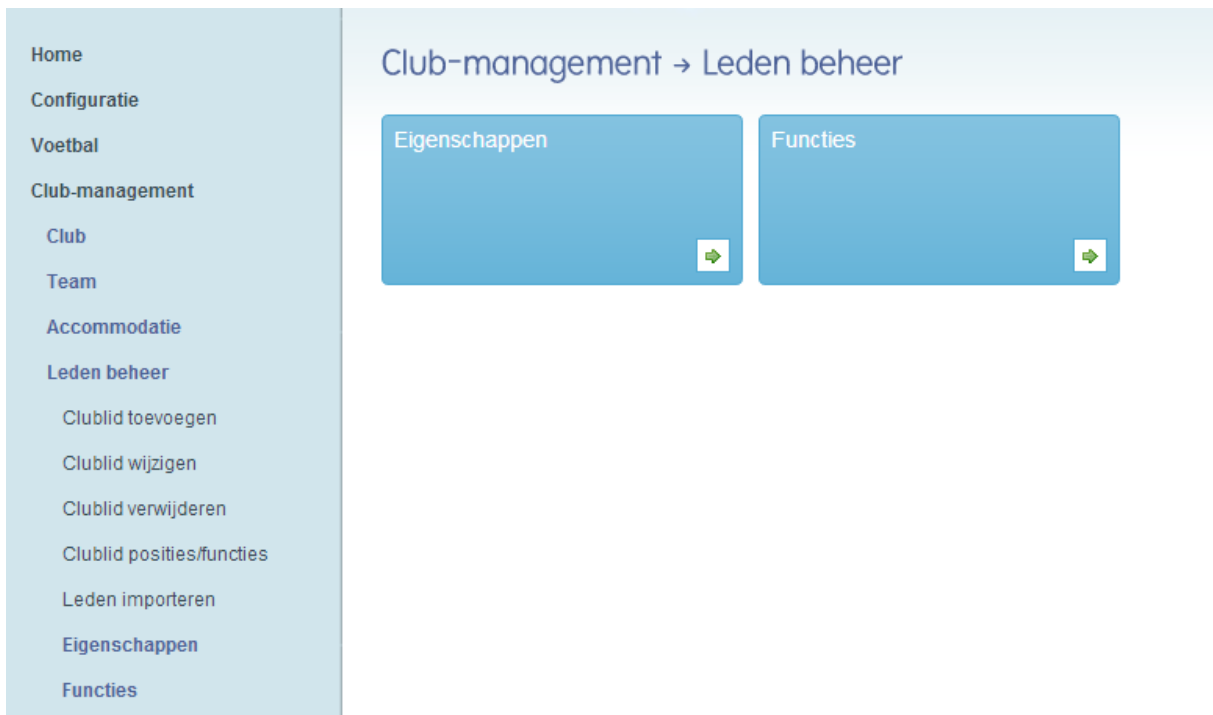 Home
Configuratie
Voetbal
Club-management
Club
Team
Accommodatie
Leden beheer
Clublid toevoegen
Clublid wijzigen
Clublid verwijderen
Clublid posities/functies
Leden importeren
Eigenschappen
Functies
Club-management → Leden beheer
Eigenschappen
Functies